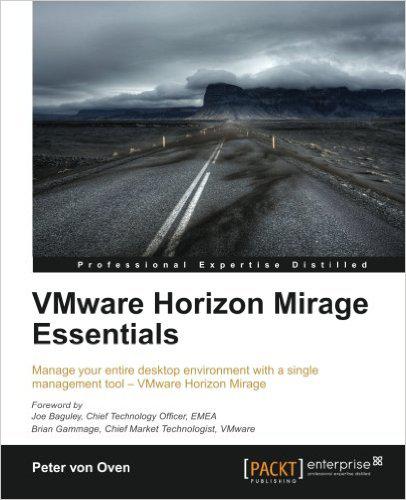 Professional Expertise Distilled
VMware Horizon Mirage
Essentials
Manage your entire desktop environment with a single
management tool – VMware Horizon Mirage
Foreword by
Joe Baguley, Chief Technology Officer, EMEA
Brian Gammage, Chief Market Technologist, VMware
Peter von Oven
[PACKT] enterprise
PUBLISHING professional expertise distilled